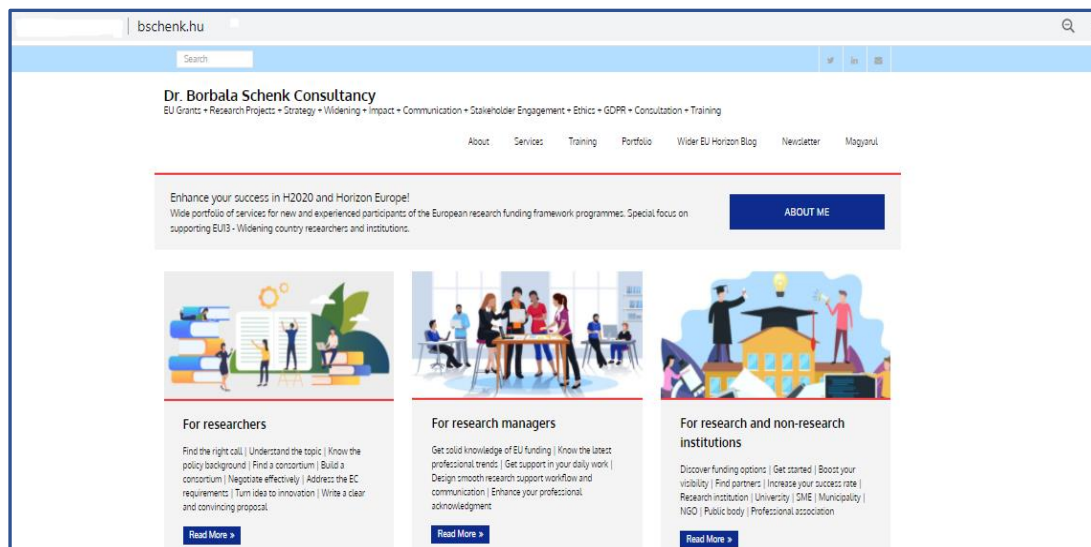 bschenk.hu
Search
Dr. Borbala Schenk Consultancy
EU Grants + Research Projects + Strategy + Widening + Impact + Communication + Stakeholder Engagement + Ethics + GDPR + Consultation + Training
About Services Training Portfolio Wider EU Horizon Blog Newsletter Magyarul
Enhance your success in H2020 and Horizon Europe!
Wide portfolio of services for new and experienced participants of the European research funding framework programmes. Special focus on
supporting EU13 - Widening country researchers and institutions.
ABOUT ME
For researchers
Find the right call | Understand the topic | Know the
policy background | Find a consortium | Build a
consortium | Negotiate effectively | Address the EC
requirements | Turn idea to innovation | Write a clear
and convincing proposal
Read More »
For research managers
Get solid knowledge of EU funding | Know the latest
professional trends | Get support in your daily work |
Design smooth research support workflow and
communication | Enhance your professional
acknowledgment
Read More »
For research and non-research
institutions
Discover funding options | Get started | Boost your
visibility | Find partners | Increase your success rate |
Research institution | University | SME | Municipality |
NGO | Public body | Professional association
Read More »